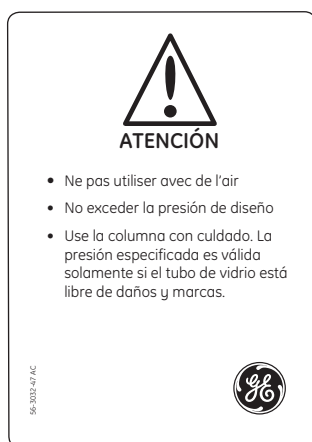 ATENCIÓN
• Ne pas utiliser avec de l'air
• No exceder la presión de diseño
• Use la columna con culdado. La
presión especificada es válida
solamente si el tubo de vidrio está
libre de daños y marcas.
56-3032-47 AC
GE